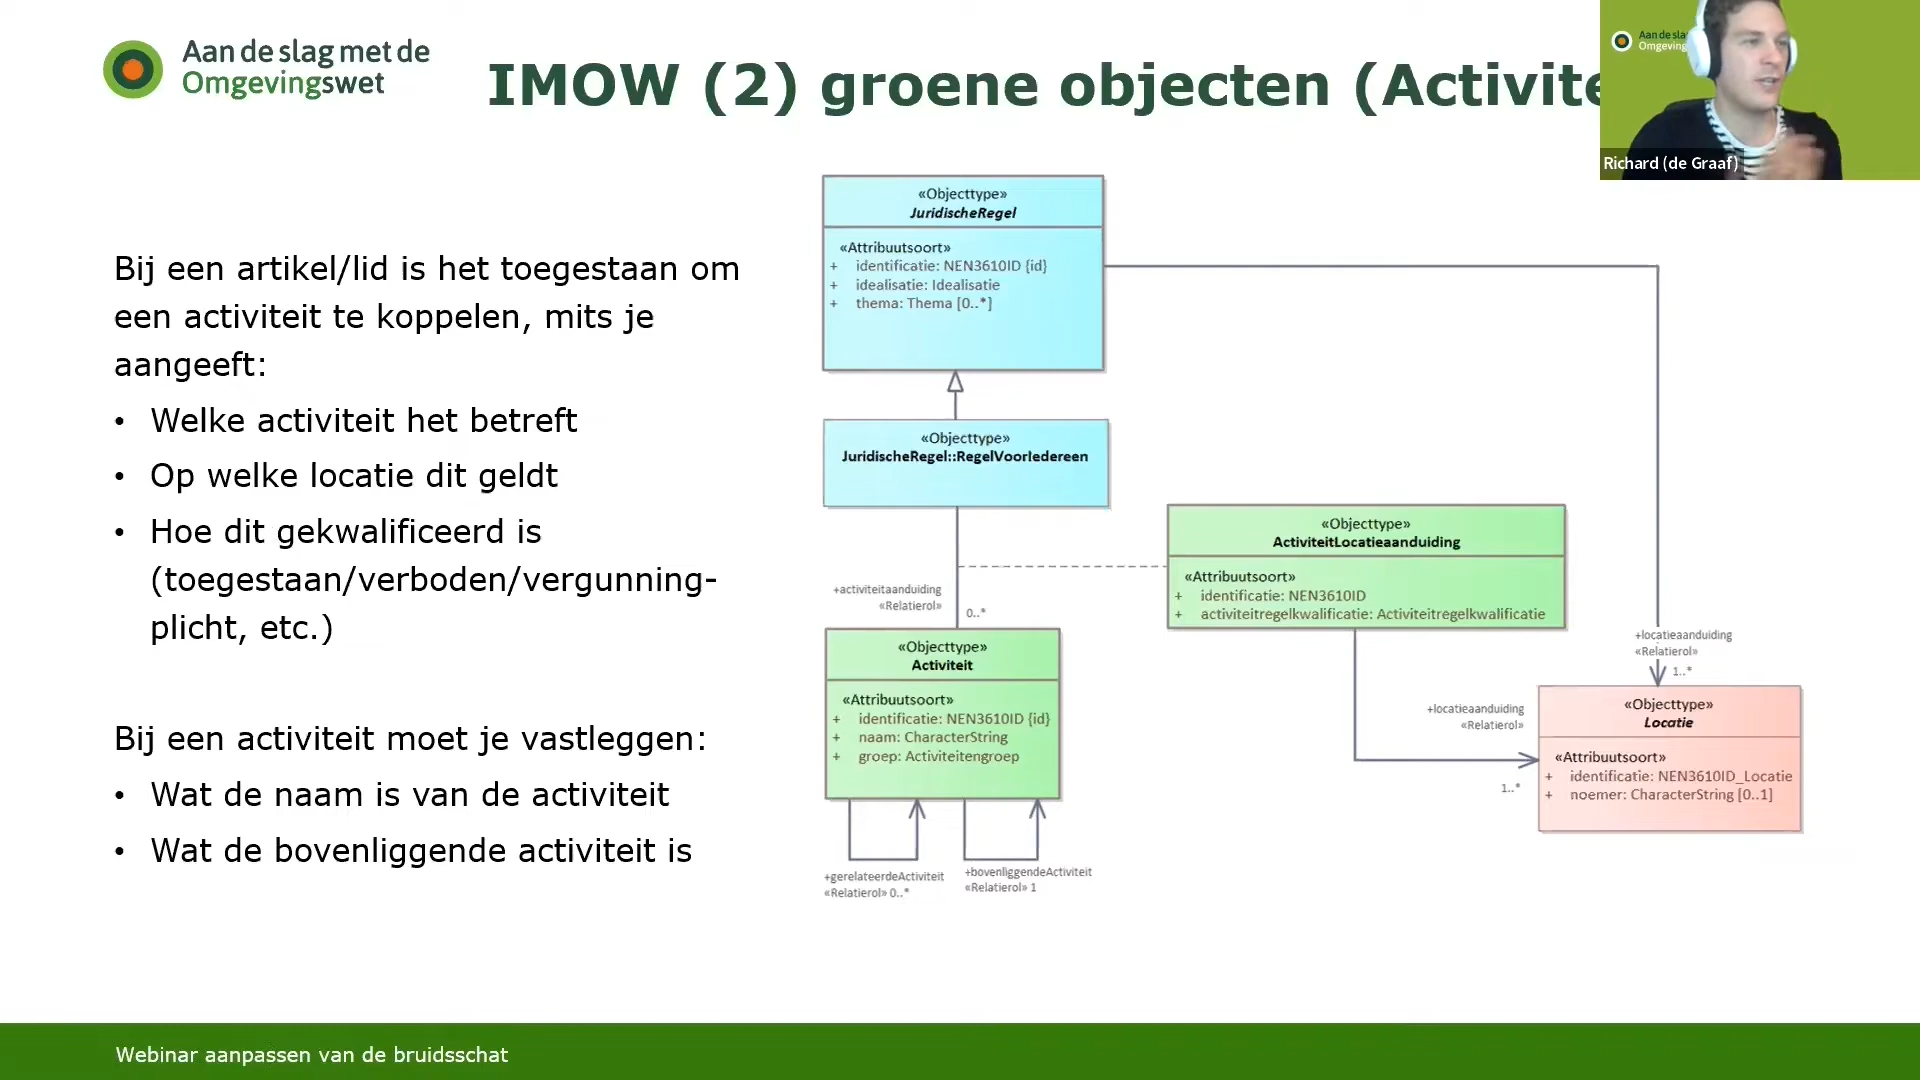 Aan de slag met de
Omgevingswet
IMOW (2) groene objecten (Activite
Aan de sla
Omgeving
Richard (de Graaf)
Bij een artikel/lid is het toegestaan om
een activiteit te koppelen, mits je
aangeeft:
• Welke activiteit het betreft
• Op welke locatie dit geldt
• Hoe dit gekwalificeerd is
(toegestaan/verboden/vergunning-
plicht, etc.)
Bij een activiteit moet je vastleggen:
• Wat de naam is van de activiteit
• Wat de bovenliggende activiteit is
«Objecttype»
JuridischeRegel
«Attribuutsoort»
+ identificatie: NEN3610ID {id}
+ idealisatie: Idealisatie
+ thema: Thema [0..*]
«Objecttype»
JuridischeRegel::RegelVoorIedereen
+activiteitaanduiding
«Relatierol»
0..*
«Objecttype»
ActiviteitLocatieaanduiding
«Attribuutsoort»
+ identificatie: NEN3610ID
+ activiteitregelkwalificatie: Activiteitregelkwalificatie
«Objecttype»
Activiteit
«Attribuutsoort»
+ identificatie: NEN3610ID {id}
+ naam: CharacterString
+ groep: Activiteitengroep
+gerelateerdeActiviteit
«Relatierol» 0..*
+bovenliggendeActiviteit
«Relatierol» 1
+locatieaanduiding
«Relatierol»
1..*
+locatieaanduiding
«Relatierol»
1..*
«Objecttype»
Locatie
«Attribuutsoort»
+ identificatie: NEN3610ID_Locatie
+ noemer: CharacterString [0..1]
Webinar aanpassen van de bruidsschat